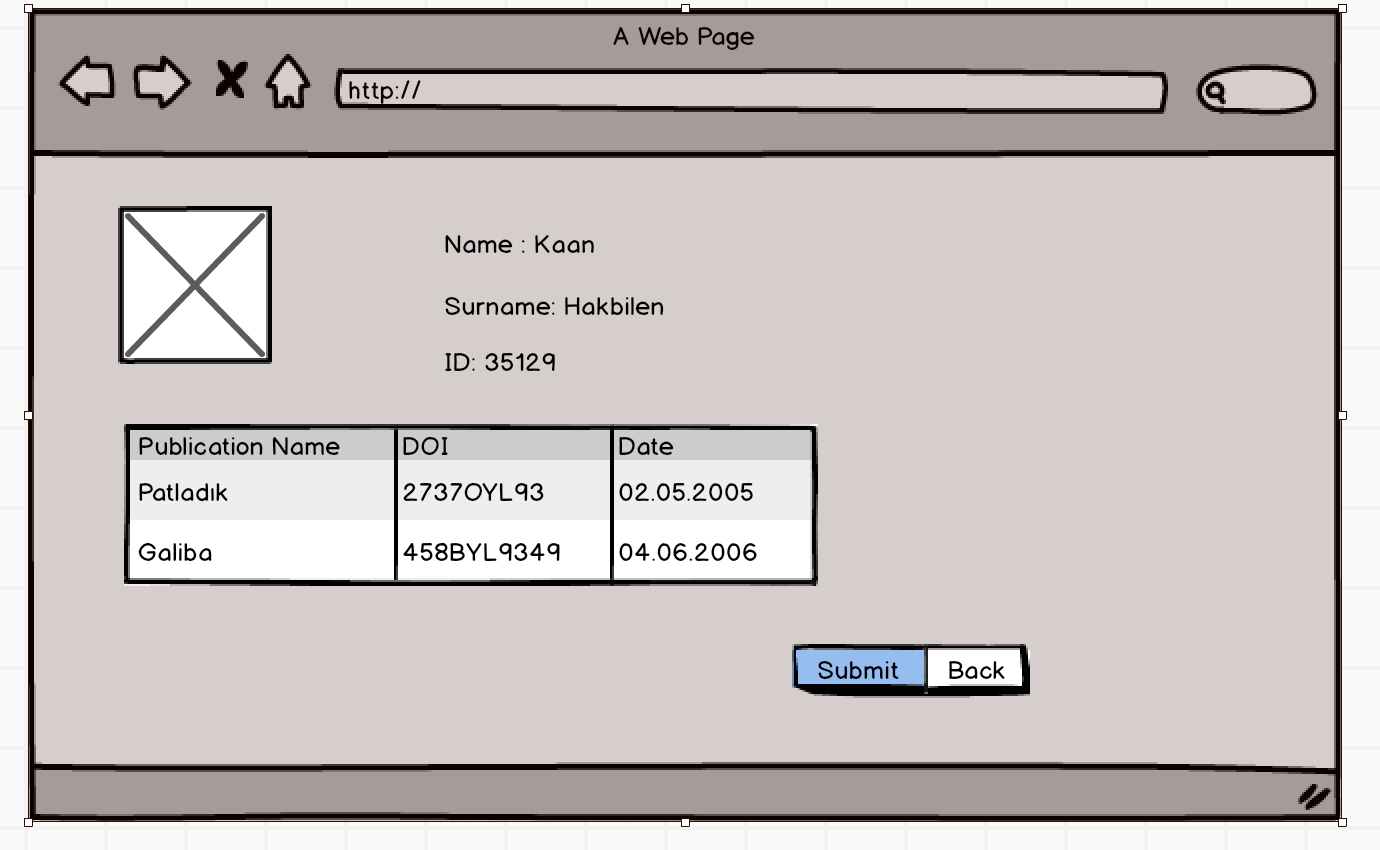 A Web Page
http://
Name : Kaan
Surname: Hakbilen
ID: 35129
Publication Name DOI Date
Patladık 2737OYL93 02.05.2005
Galiba 458BYL9349 04.06.2006
Submit Back